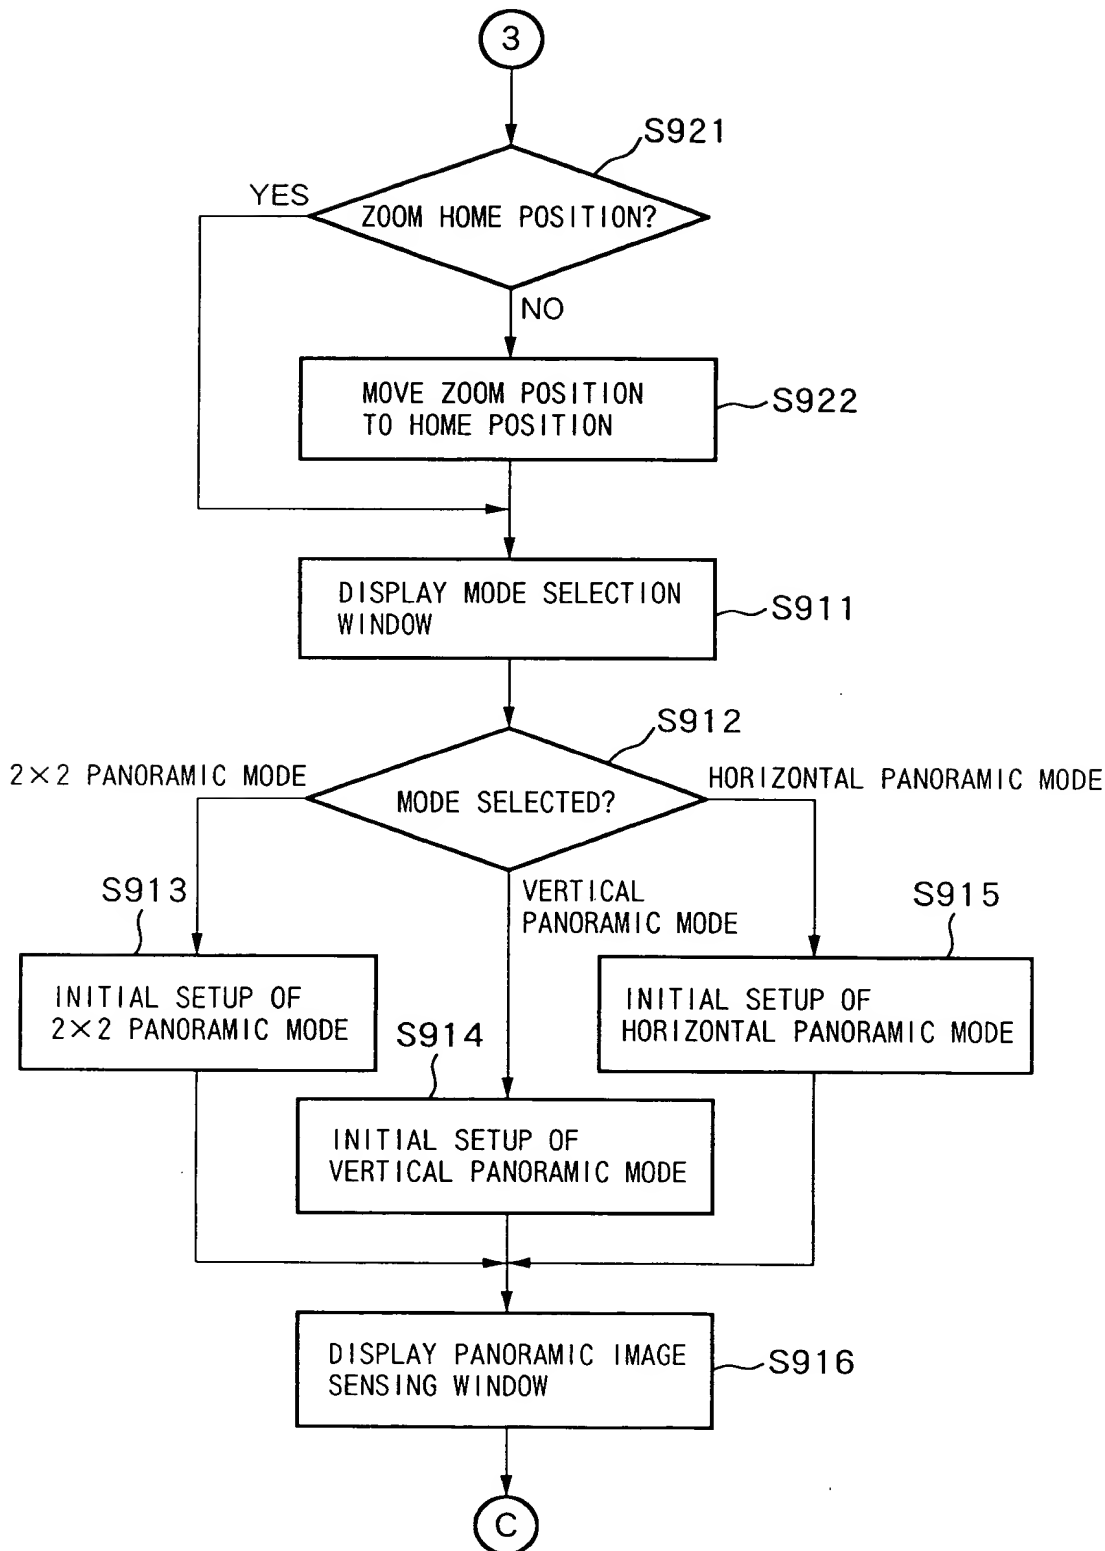 3
S921
YES
ZOOM HOME POSITION?
NO
MOVE ZOOM POSITION
TO HOME POSITION
S922
DISPLAY MODE SELECTION
WINDOW
S911
S912
2×2 PANORAMIC MODE
HORIZONTAL PANORAMIC MODE
MODE SELECTED?
S913
VERTICAL
PANORAMIC MODE
S915
INITIAL SETUP OF
2×2 PANORAMIC MODE
INITIAL SETUP OF
HORIZONTAL PANORAMIC MODE
S914
INITIAL SETUP OF
VERTICAL PANORAMIC MODE
DISPLAY PANORAMIC IMAGE
SENSING WINDOW
S916
C